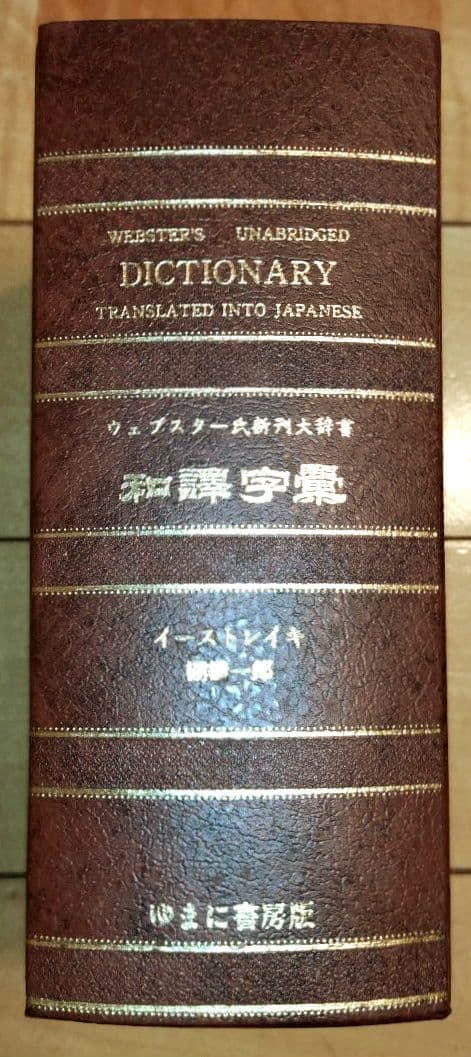 WEBSTER'S UNABRIDGED
DICTIONARY
TRANSLATED INTO JAPANESE
ウェブスター氏新刊大辞書
和譯字彙
イーストレイキ
棚橋一郎
ゆまに書房版